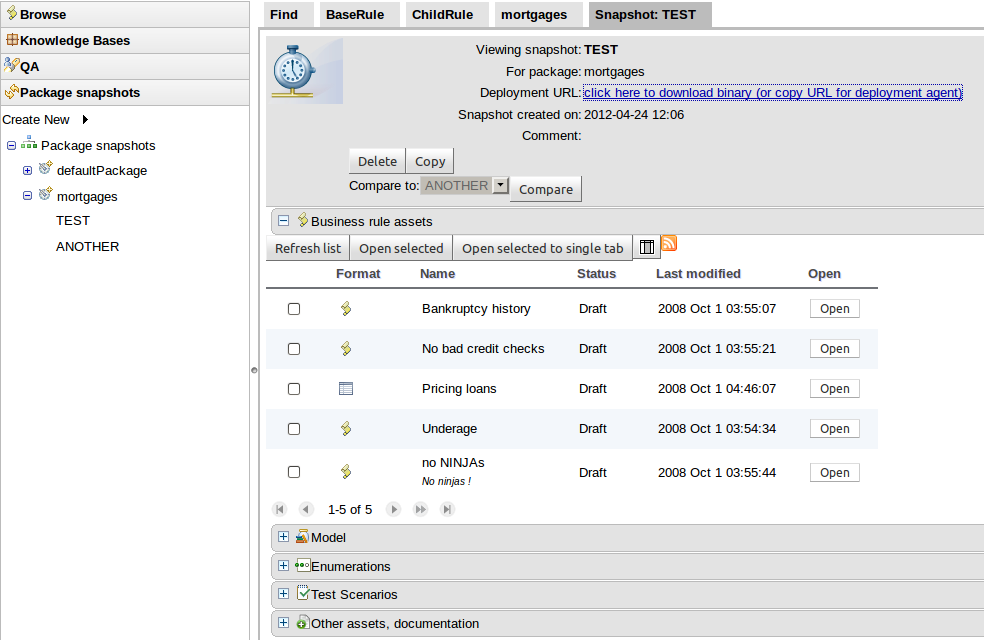 Browse
Knowledge Bases
QA
Package snapshots
Create New
Package snapshots
defaultPackage
mortgages
TEST
ANOTHER
Find BaseRule ChildRule mortgages Snapshot: TEST
Viewing snapshot: TEST
For package: mortgages
Deployment URL: click here to download binary (or copy URL for deployment agent)
Snapshot created on: 2012-04-24 12:06
Comment:
Delete Copy
Compare to: ANOTHER Compare
Business rule assets
Refresh list Open selected Open selected to single tab
Format Name Status Last modified Open
Bankruptcy history Draft 2008 Oct 1 03:55:07 Open
No bad credit checks Draft 2008 Oct 1 03:55:21 Open
Pricing loans Draft 2008 Oct 1 04:46:07 Open
Underage Draft 2008 Oct 1 03:54:34 Open
no NINJAs Draft 2008 Oct 1 03:55:44 Open
No ninjas !
1-5 of 5
Model
Enumerations
Test Scenarios
Other assets, documentation